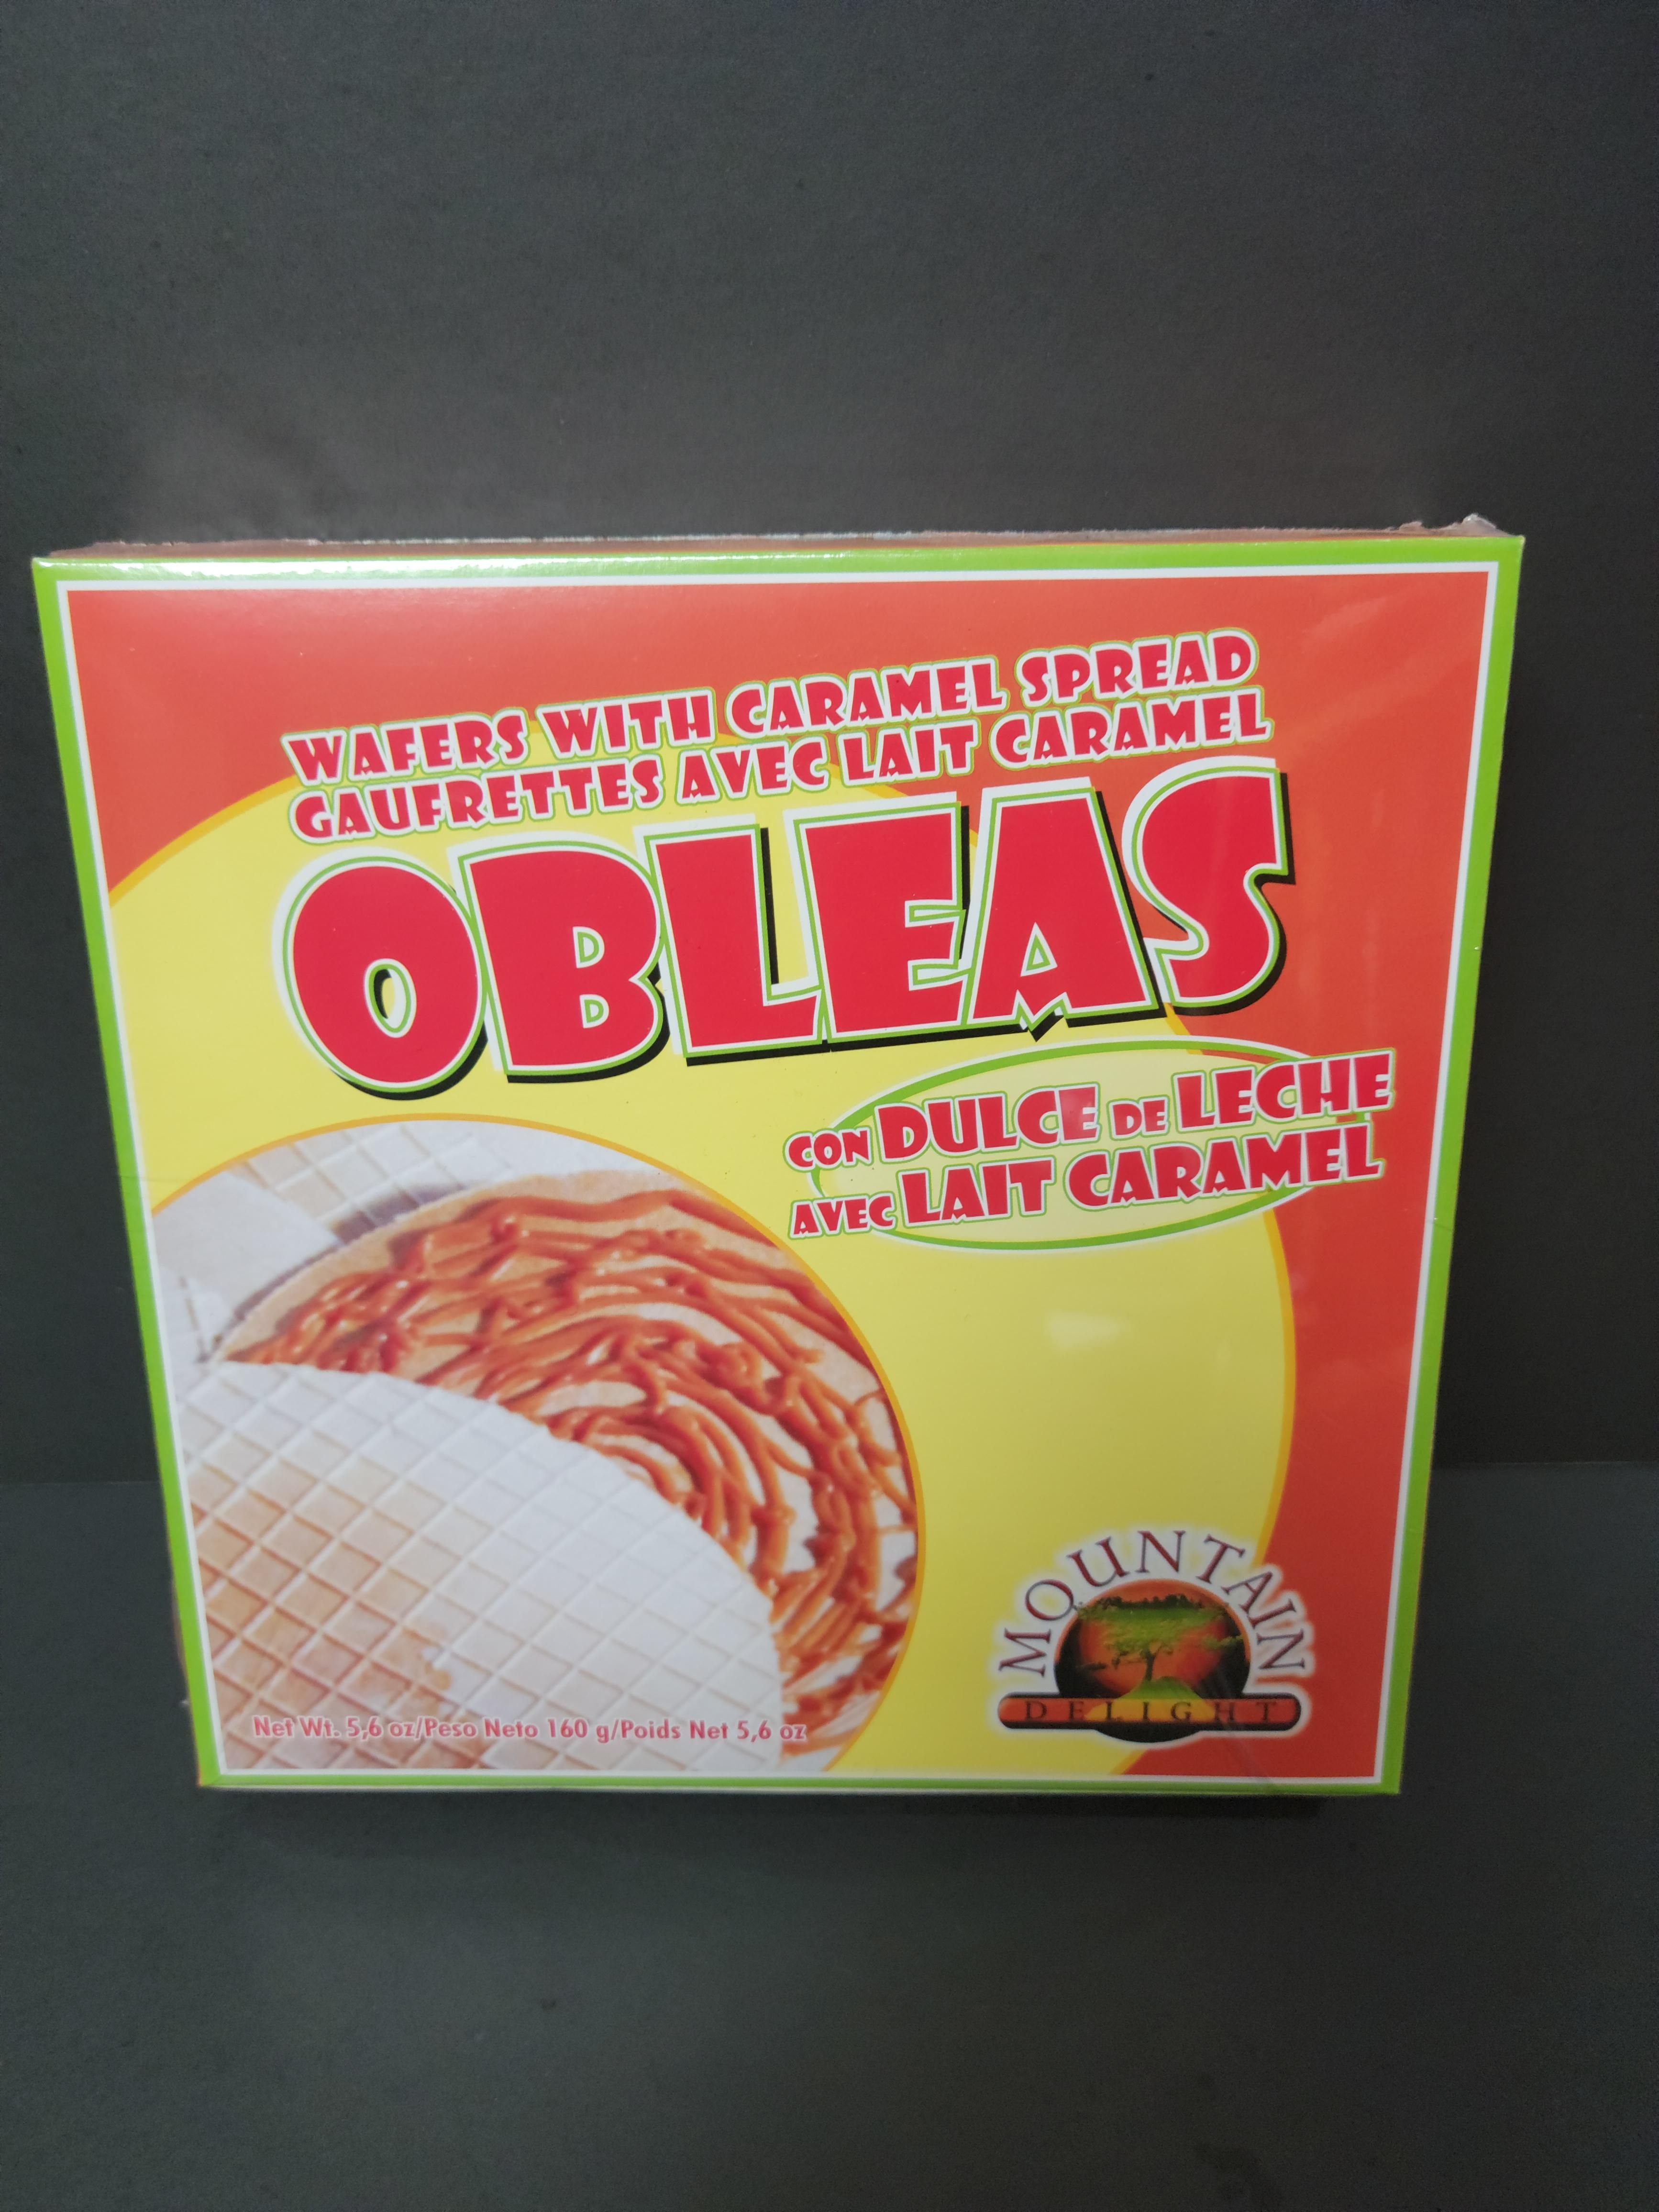 WAFERS WITH CARAMEL SPREAD
GAUFRETTES AVEC LAIT CARAMEL
OBLEAS
CON DULCE DE LECHE
AVEC LAIT CARAMEL
MOUNTAIN
DELIGHT
Net Wt. 5,6 oz/Peso Neto 160 g/Poids Net 5,6 oz